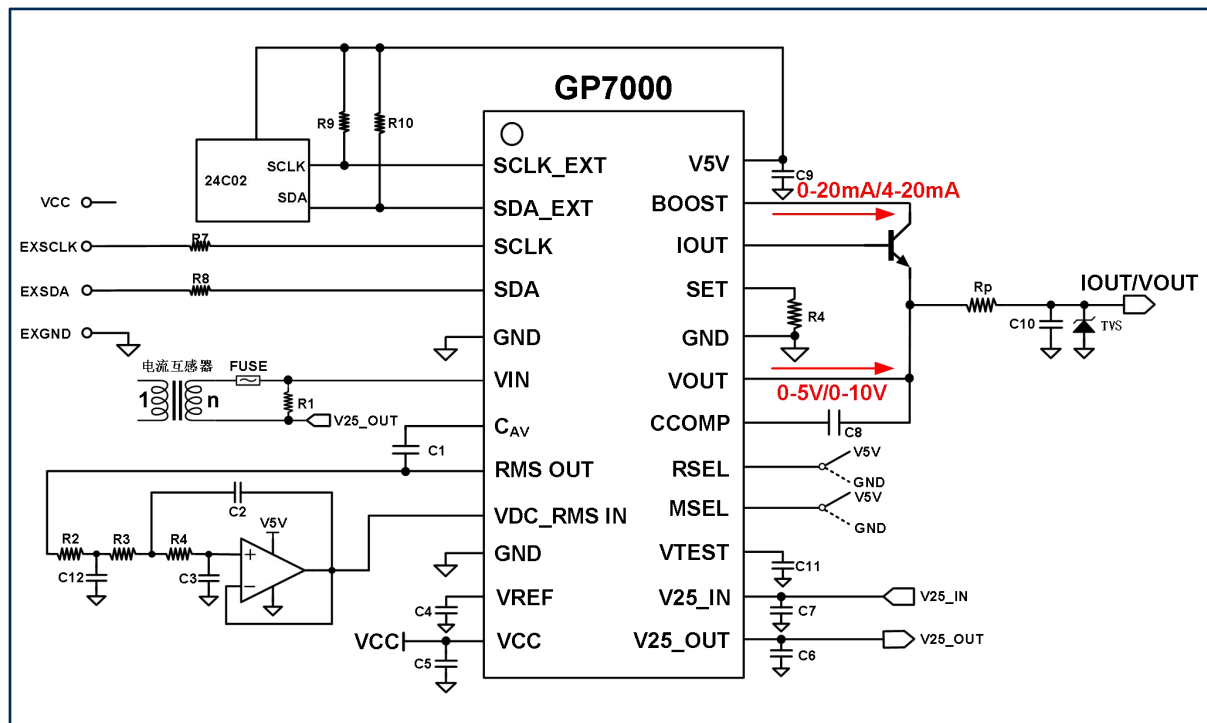 GP7000
R9
R10
24C02
SCLK
SDA
VCC
EXSCLK
R7
EXSDA
R8
EXGND
电流互感器
FUSE
1
n
R1
V25_OUT
C1
C2
V5V
R2
R3
R4
C12
C3
+
−
C4
VCC
C5
SCLK_EXT
SDA_EXT
SCLK
SDA
GND
VIN
CAV
RMS OUT
VDC_RMS IN
GND
VREF
VCC
V5V
BOOST
IOUT
SET
GND
VOUT
CCOMP
RSEL
MSEL
VTEST
V25_IN
V25_OUT
C9
0-20mA/4-20mA
R4
Rp
IOUT/VOUT
C10
TVS
0-5V/0-10V
C8
V5V
GND
V5V
GND
C11
C7
V25_IN
C6
V25_OUT